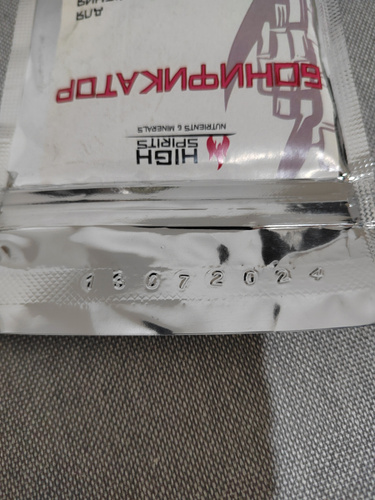 13072024
HIGH
SPIRITS
NUTRIENTS & MINERALS
БОНИФИКАТОР
ДЛЯ